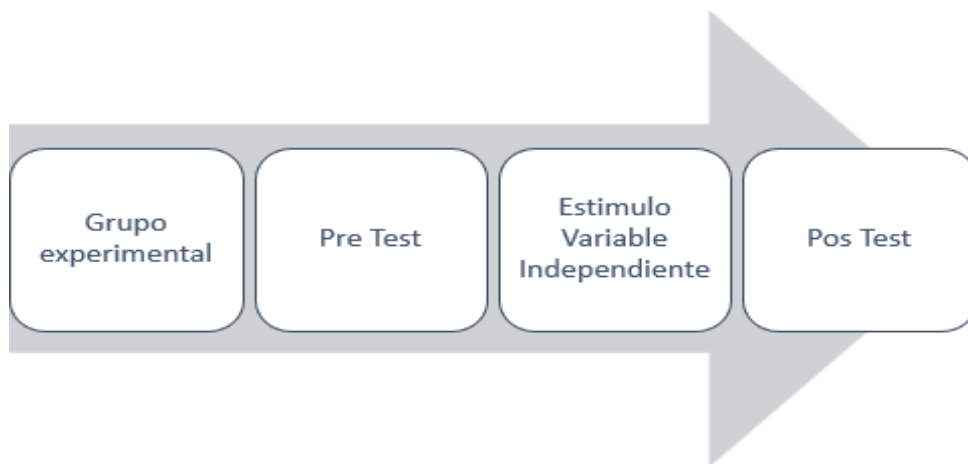 Grupo
experimental
Pre Test
Estimulo
Variable
Independiente
Pos Test